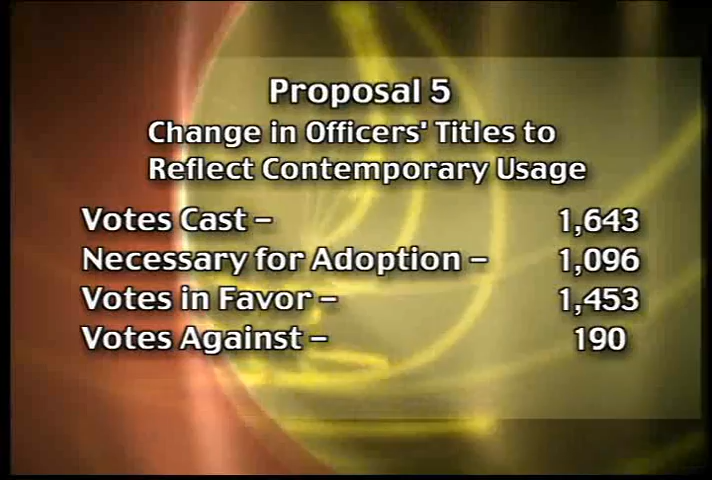 Proposal 5
Change in Officers' Titles to
Reflect Contemporary Usage
Votes Cast – 1,643
Necessary for Adoption – 1,096
Votes in Favor – 1,453
Votes Against – 190